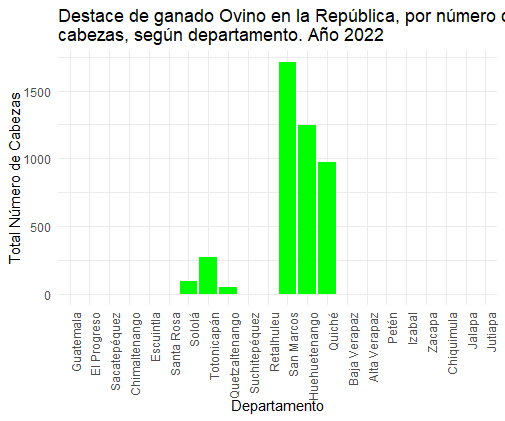 Destace de ganado Ovino en la República, por número d
cabezas, según departamento. Año 2022
Total Número de Cabezas
1500
1000
500
0
Guatemala
El Progreso
Sacatepéquez
Chimaltenango
Escuintla
Santa Rosa
Sololá
Totonicapán
Quetzaltenango
Suchitepéquez
Retalhuleu
San Marcos
Huehuetenango
Quiché
Baja Verapaz
Alta Verapaz
Petén
Izabal
Zacapa
Chiquimula
Jalapa
Jutiapa
Departamento